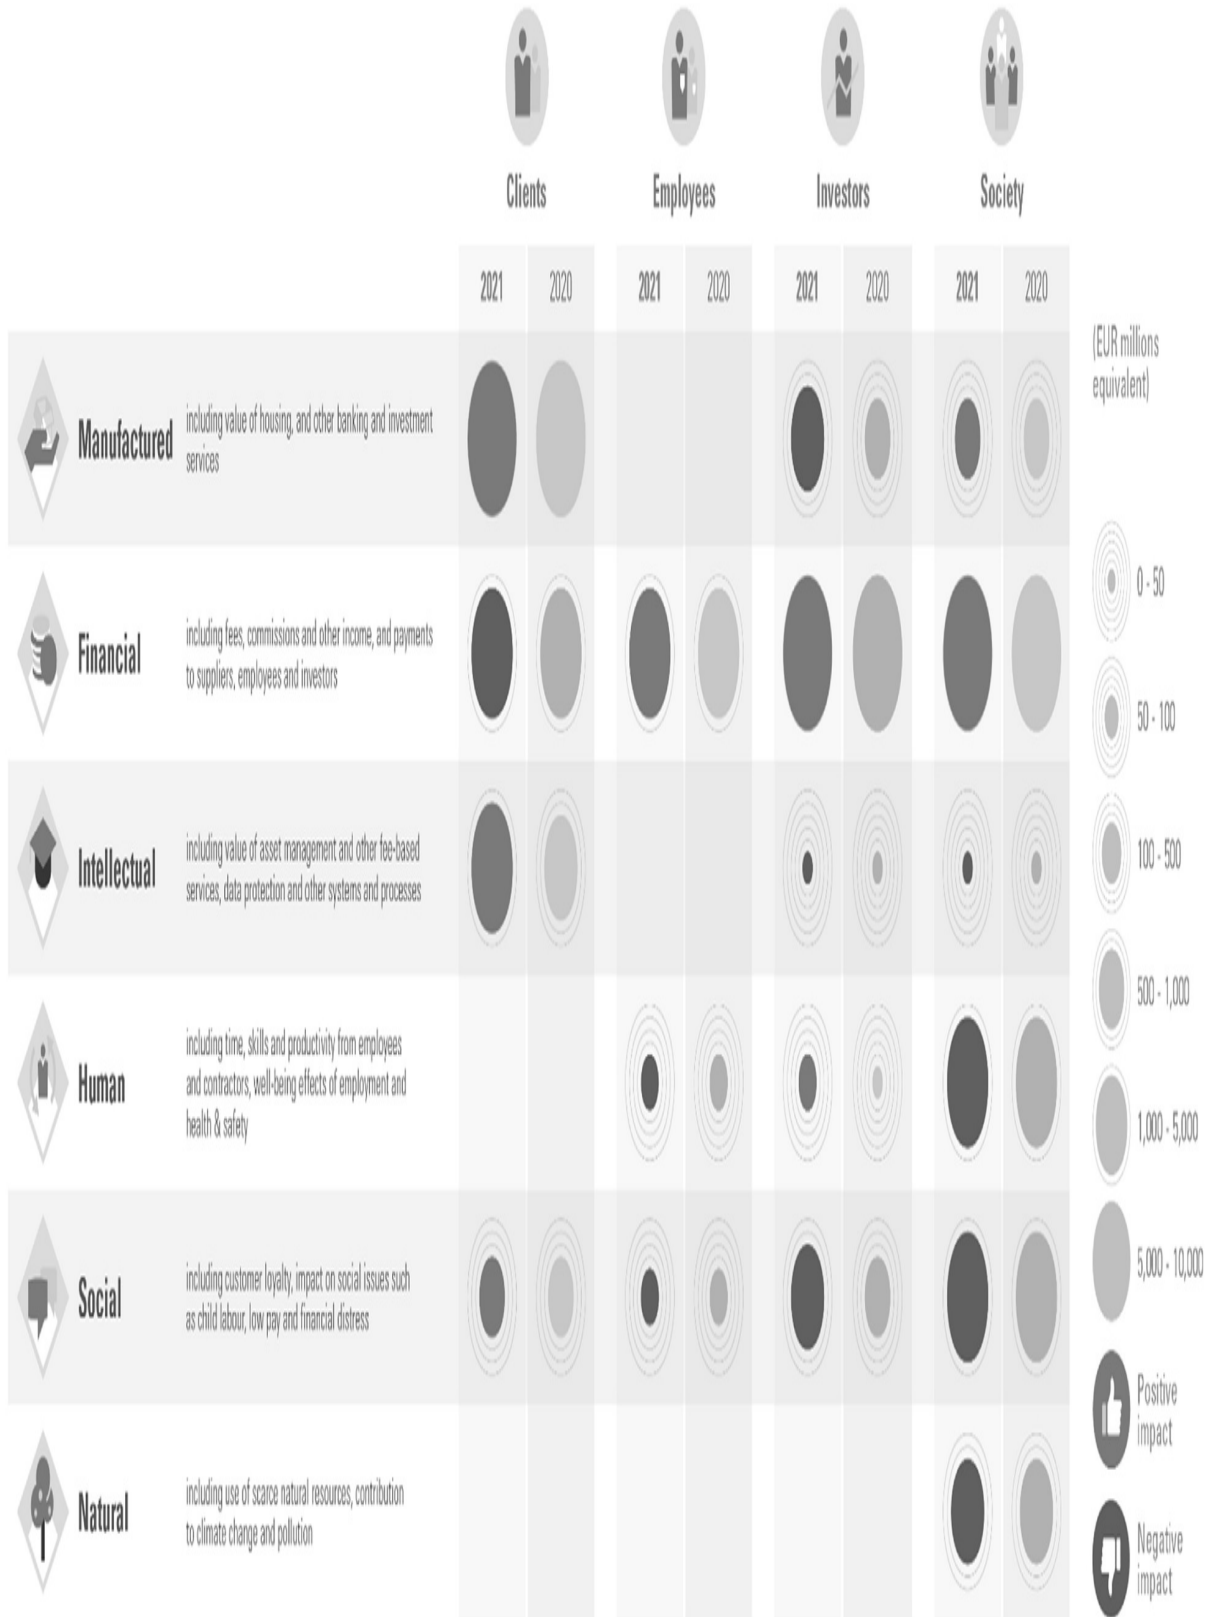 Clients Employees Investors Society
2021 2020 2021 2020 2021 2020 2021 2020
(EUR millions
equivalent)
Manufactured
including value of housing, and other banking and investment
services
Financial
including fees, commissions and other income, and payments
to suppliers, employees and investors
Intellectual
including value of asset management and other fee-based
services, data protection and other systems and processes
Human
including time, skills and productivity from employees
and contractors, well-being effects of employment and
health & safety
Social
including customer loyalty, impact on social issues such
as child labour, low pay and financial distress
Natural
including use of scarce natural resources, contribution
to climate change and pollution
0 - 50
50 - 100
100 - 500
500 - 1,000
1,000 - 5,000
5,000 - 10,000
Positive
impact
Negative
impact